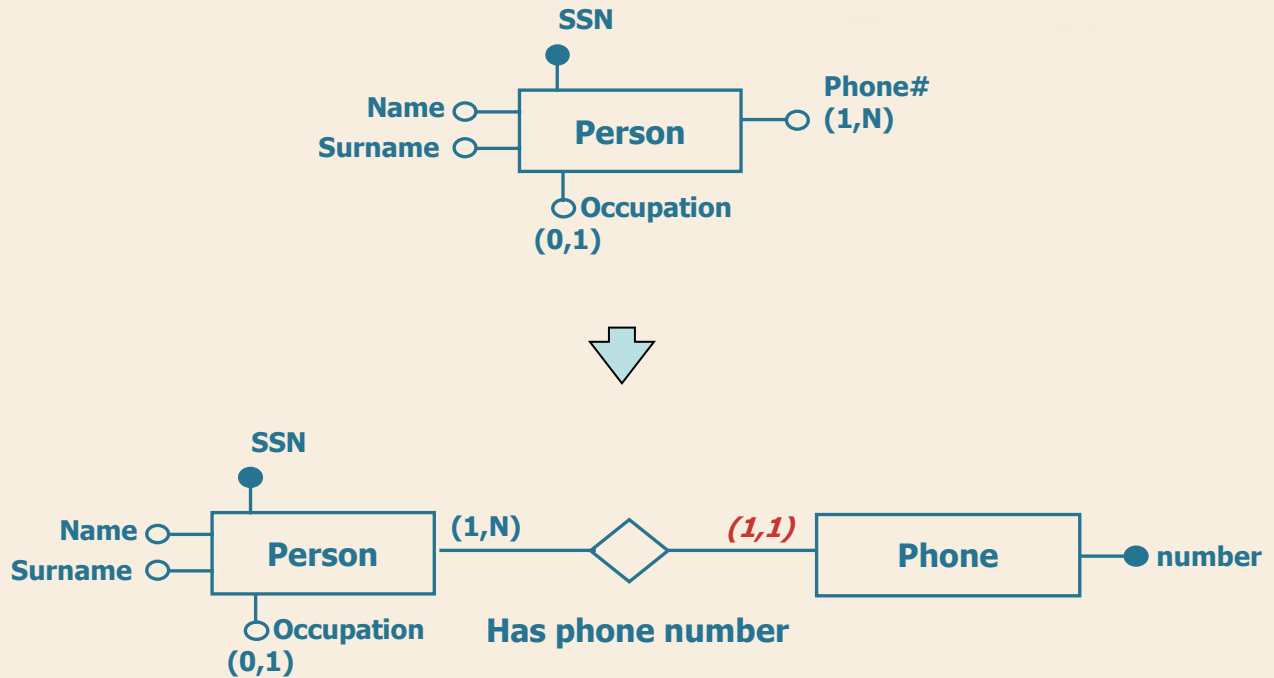 SSN
Name
Surname
Person
Phone#
(1,N)
Occupation
(0,1)
SSN
Name
Surname
Person
(1,N)
(1,1)
Phone
number
Occupation
(0,1)
Has phone number